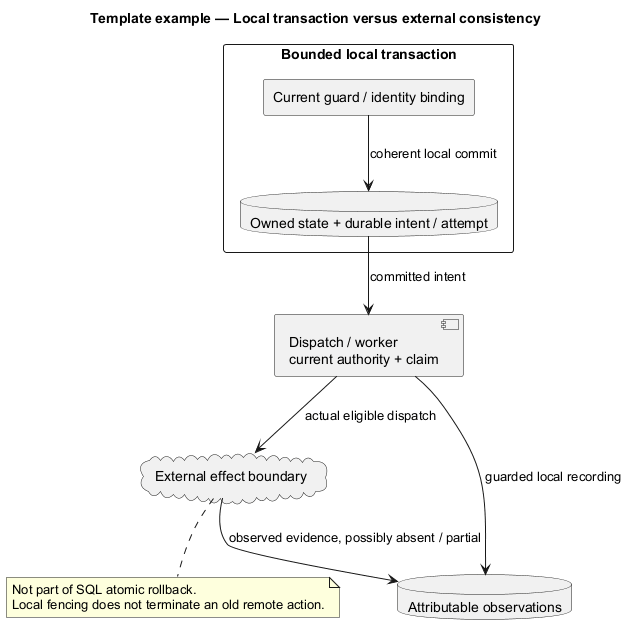 Template example — Local transaction versus external consistency
Bounded local transaction
Current guard / identity binding
coherent local commit
Owned state + durable intent / attempt
committed intent
Dispatch / worker
current authority + claim
actual eligible dispatch
External effect boundary
guarded local recording
observed evidence, possibly absent / partial
Not part of SQL atomic rollback.
Local fencing does not terminate an old remote action.
Attributable observations